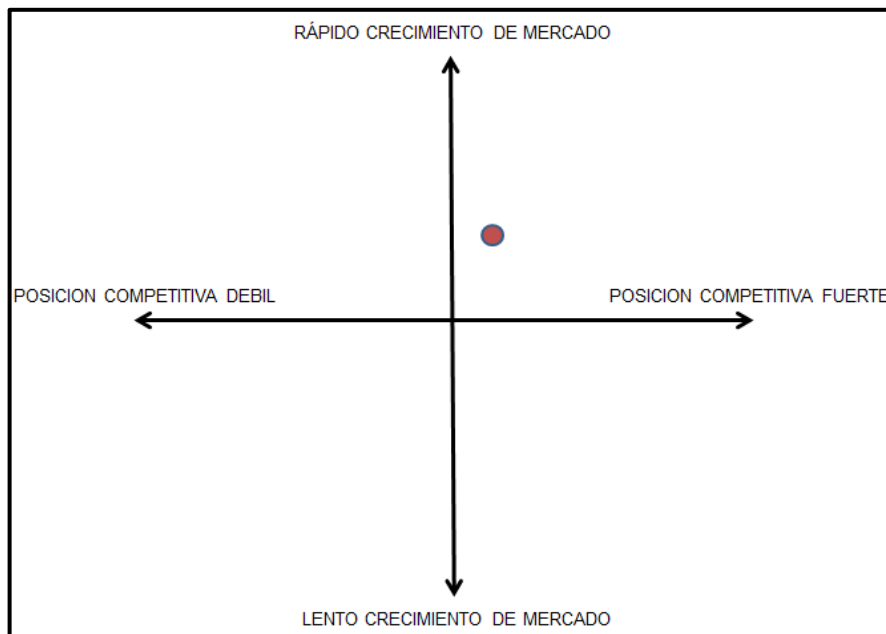 RÁPIDO CRECIMIENTO DE MERCADO
POSICION COMPETITIVA DEBIL
POSICION COMPETITIVA FUERTE
LENTO CRECIMIENTO DE MERCADO